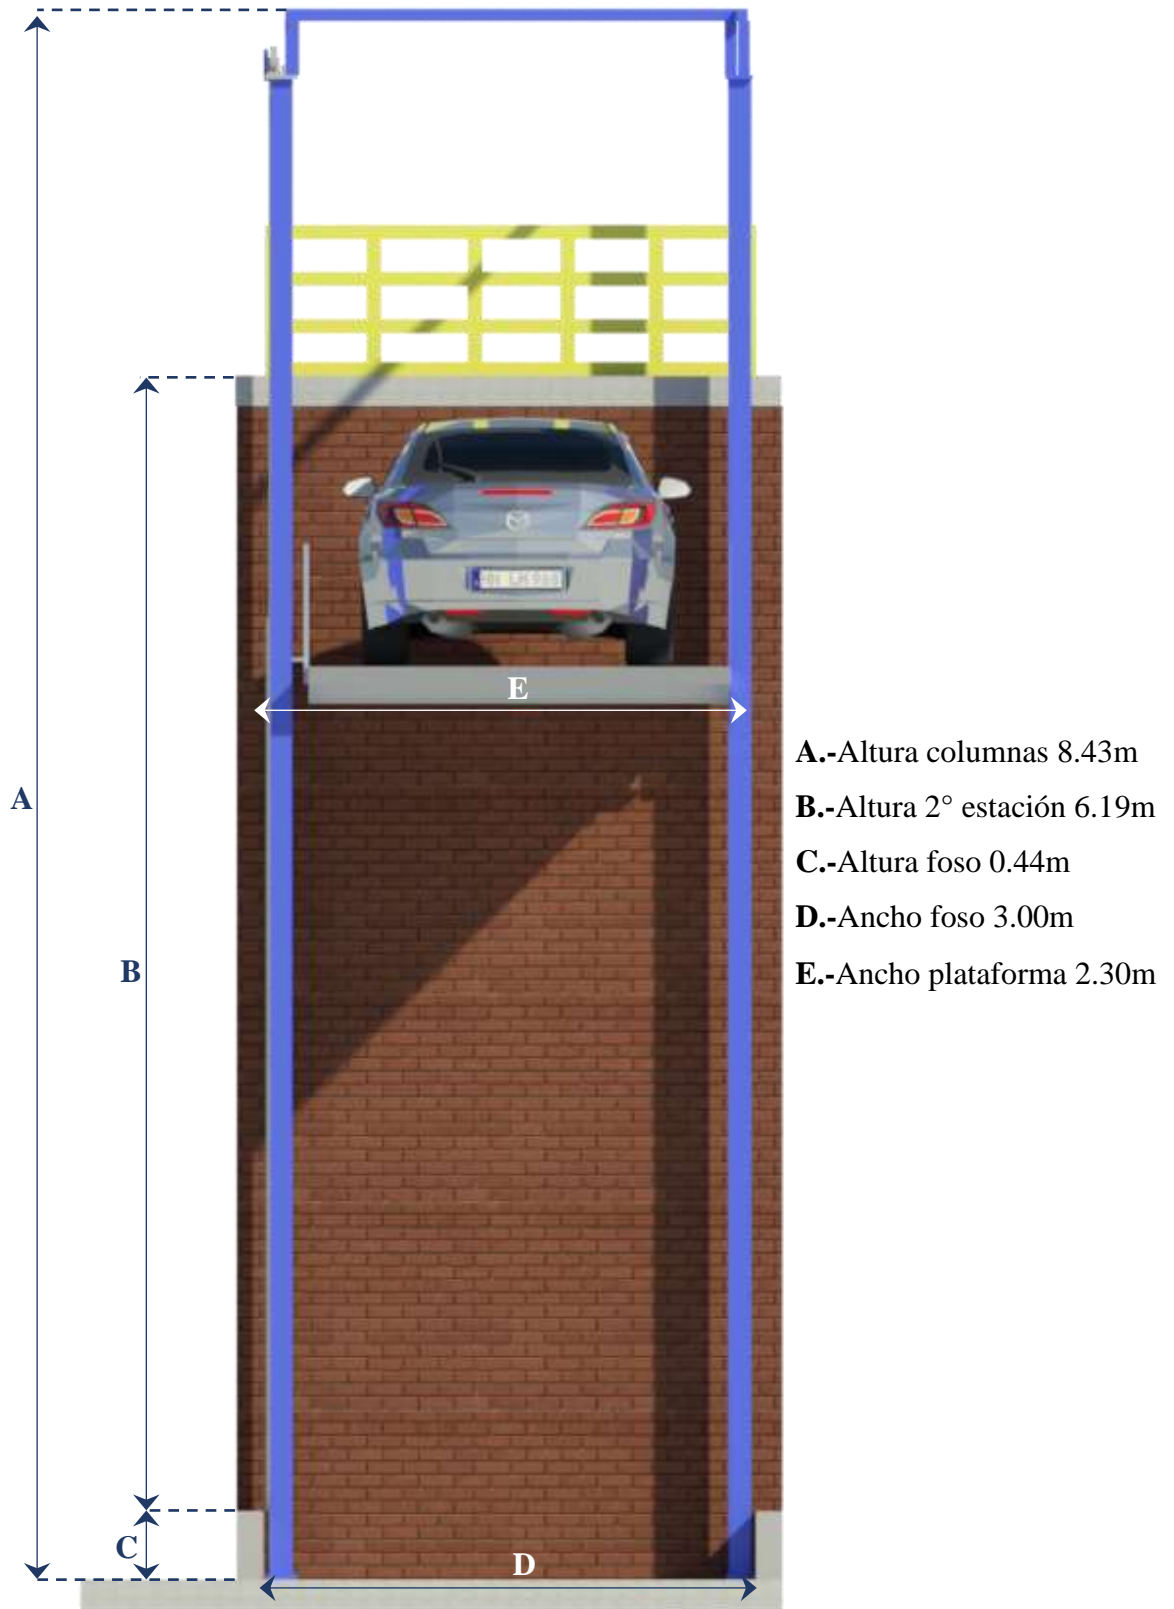 E
A.-Altura columnas 8.43m
A
B.-Altura 2° estación 6.19m
C.-Altura foso 0.44m
D.-Ancho foso 3.00m
B
E.-Ancho plataforma 2.30m
C
D